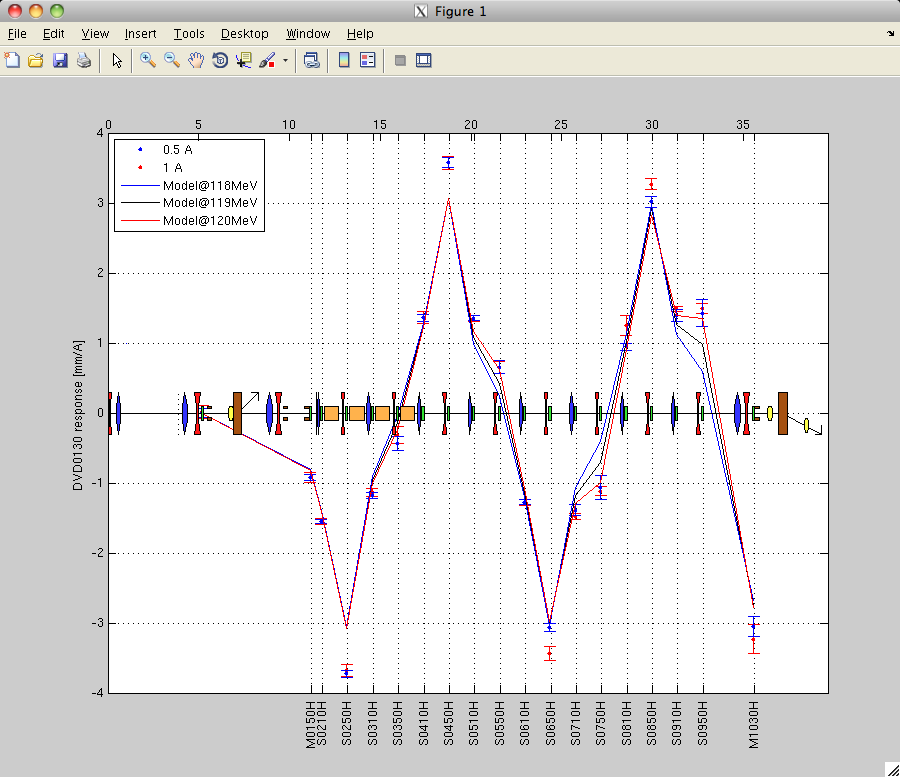 Figure 1
File Edit View Insert Tools Desktop Window Help
0 5 10 15 20 25 30 35
4
3
2
1
0
-1
-2
-3
-4
DVD0130 response [mm/A]
0.5 A
1 A
Model@118MeV
Model@119MeV
Model@120MeV
M0150H
S0210H
S0250H
S0310H
S0350H
S0410H
S0450H
S0510H
S0550H
S0610H
S0650H
S0710H
S0750H
S0810H
S0850H
S0910H
S0950H
M1030H